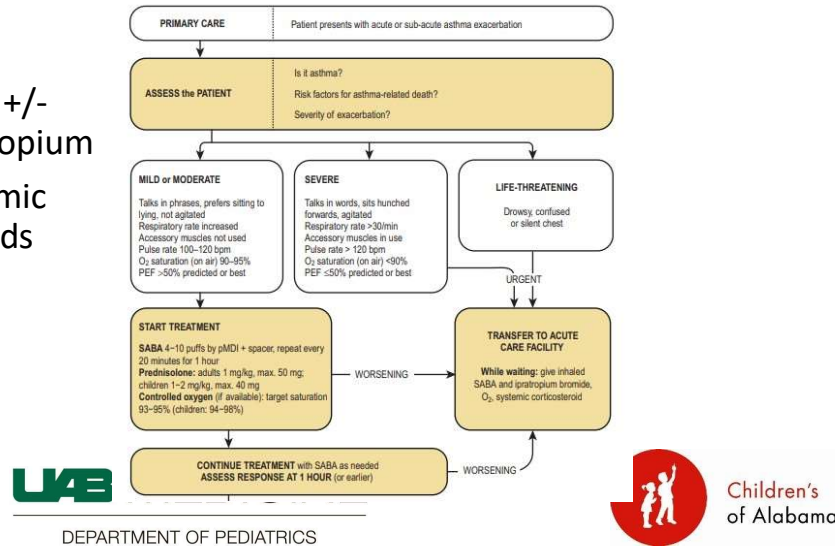 +/-
opium
mic
ds
PRIMARY CARE
Patient presents with acute or sub-acute asthma exacerbation
ASSESS the PATIENT
Is it asthma?
Risk factors for asthma-related death?
Severity of exacerbation?
MILD or MODERATE
Talks in phrases, prefers sitting to
lying, not agitated
Respiratory rate increased
Accessory muscles not used
Pulse rate 100–120 bpm
O₂ saturation (on air) 90–95%
PEF >50% predicted or best
SEVERE
Talks in words, sits hunched
forwards, agitated
Respiratory rate >30/min
Accessory muscles in use
Pulse rate > 120 bpm
O₂ saturation (on air) <90%
PEF ≤50% predicted or best
LIFE-THREATENING
Drowsy, confused
or silent chest
URGENT
START TREATMENT
SABA 4–10 puffs by pMDI + spacer, repeat every
20 minutes for 1 hour
Prednisolone: adults 1 mg/kg, max. 50 mg;
children 1–2 mg/kg, max. 40 mg
Controlled oxygen (if available): target saturation
93–95% (children: 94–98%)
WORSENING
TRANSFER TO ACUTE
CARE FACILITY
While waiting: give inhaled
SABA and ipratropium bromide,
O₂, systemic corticosteroid
CONTINUE TREATMENT with SABA as needed
ASSESS RESPONSE AT 1 HOUR (or earlier)
WORSENING
UAB
DEPARTMENT OF PEDIATRICS
Children's
of Alabama